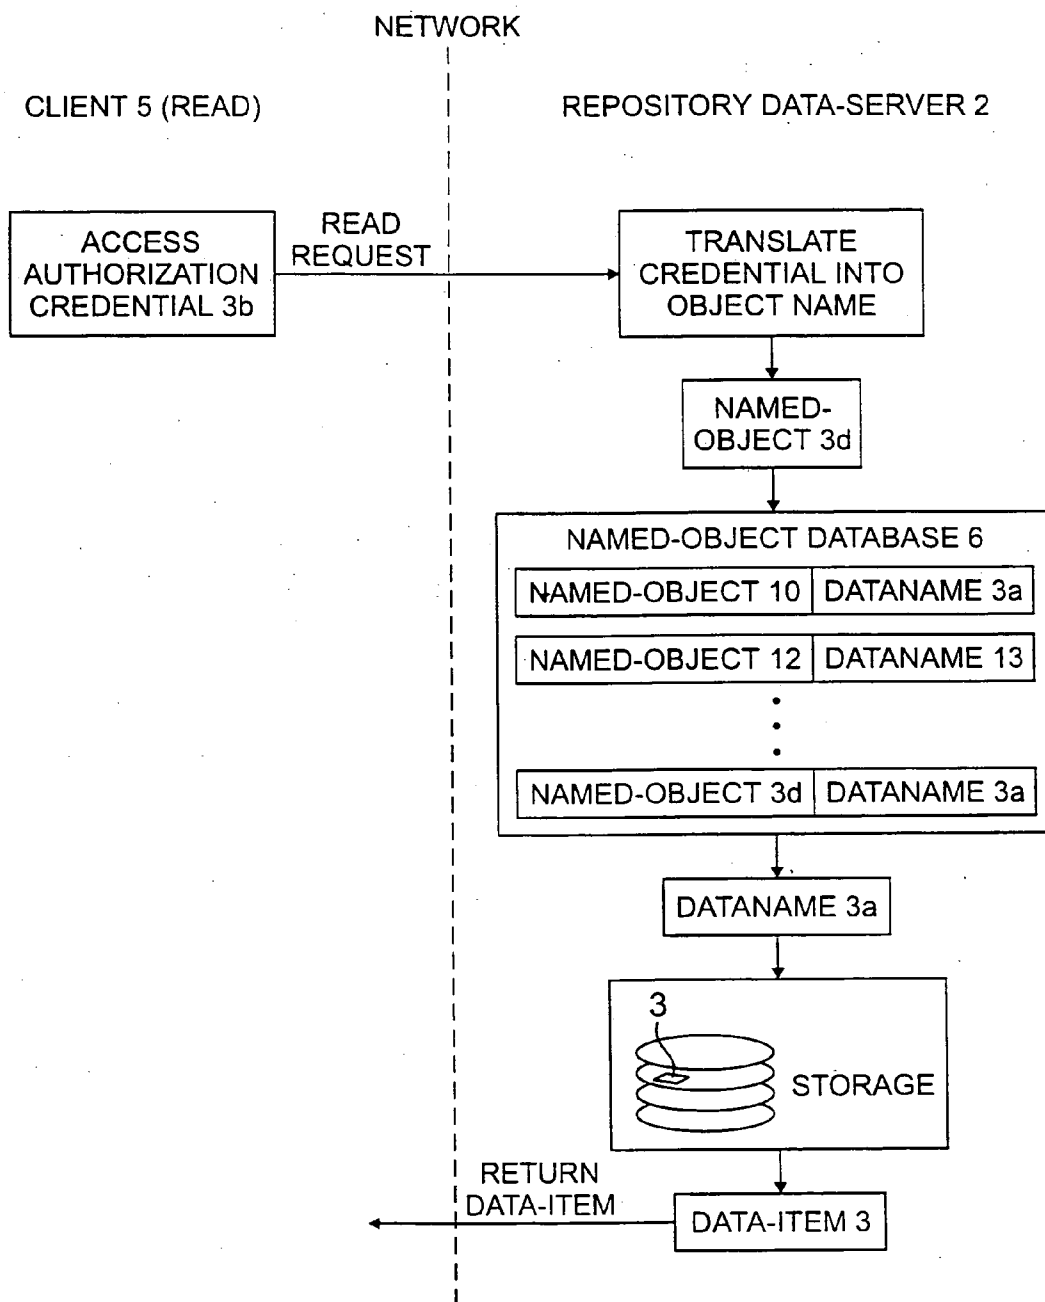 NETWORK
CLIENT 5 (READ)
REPOSITORY DATA-SERVER 2
ACCESS
AUTHORIZATION
CREDENTIAL 3b
READ
REQUEST
TRANSLATE
CREDENTIAL INTO
OBJECT NAME
NAMED-
OBJECT 3d
NAMED-OBJECT DATABASE 6
NAMED-OBJECT 10 DATANAME 3a
NAMED-OBJECT 12 DATANAME 13
NAMED-OBJECT 3d DATANAME 3a
DATANAME 3a
3
STORAGE
RETURN
DATA-ITEM
DATA-ITEM 3